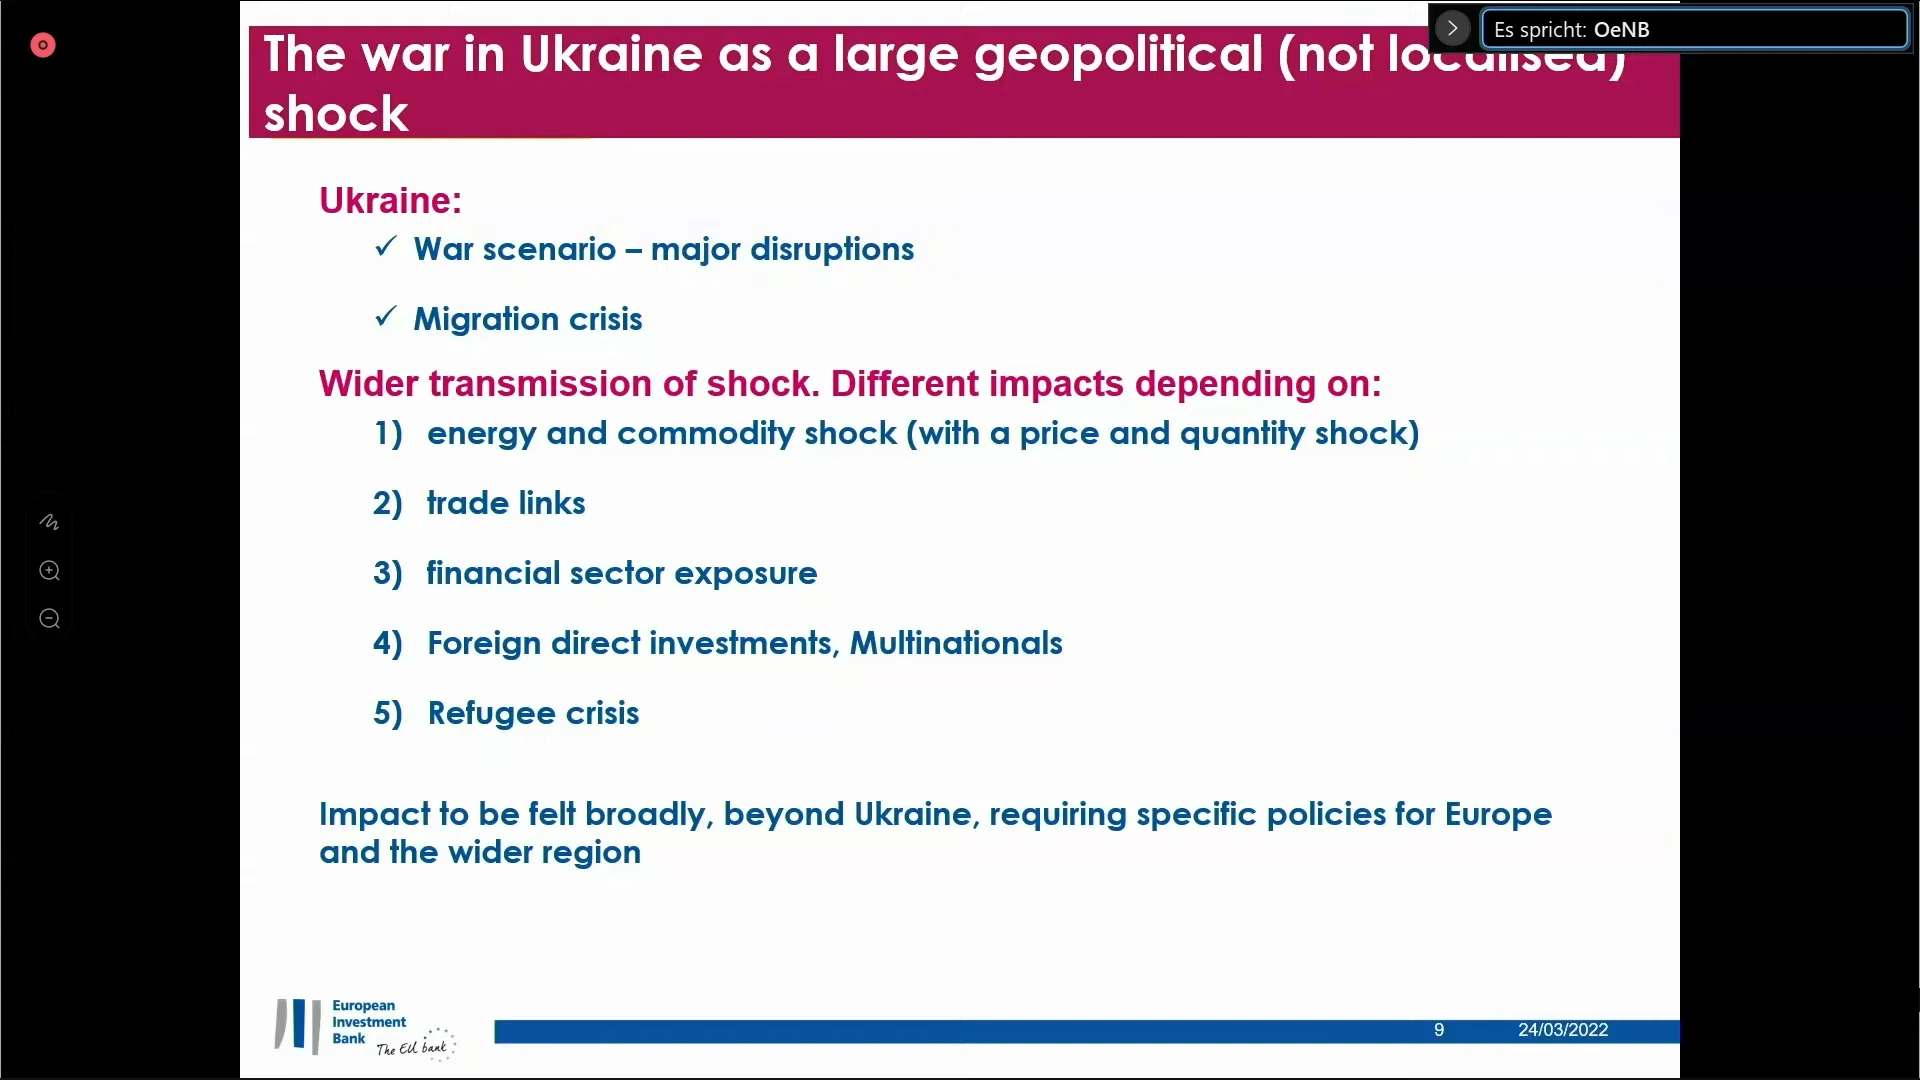 Es spricht: OeNB
The war in Ukraine as a large geopolitical (not localised)
shock
Ukraine:
✓ War scenario – major disruptions
✓ Migration crisis
Wider transmission of shock. Different impacts depending on:
1) energy and commodity shock (with a price and quantity shock)
2) trade links
3) financial sector exposure
4) Foreign direct investments, Multinationals
5) Refugee crisis
Impact to be felt broadly, beyond Ukraine, requiring specific policies for Europe
and the wider region
European
Investment
Bank
The EU bank
9 24/03/2022